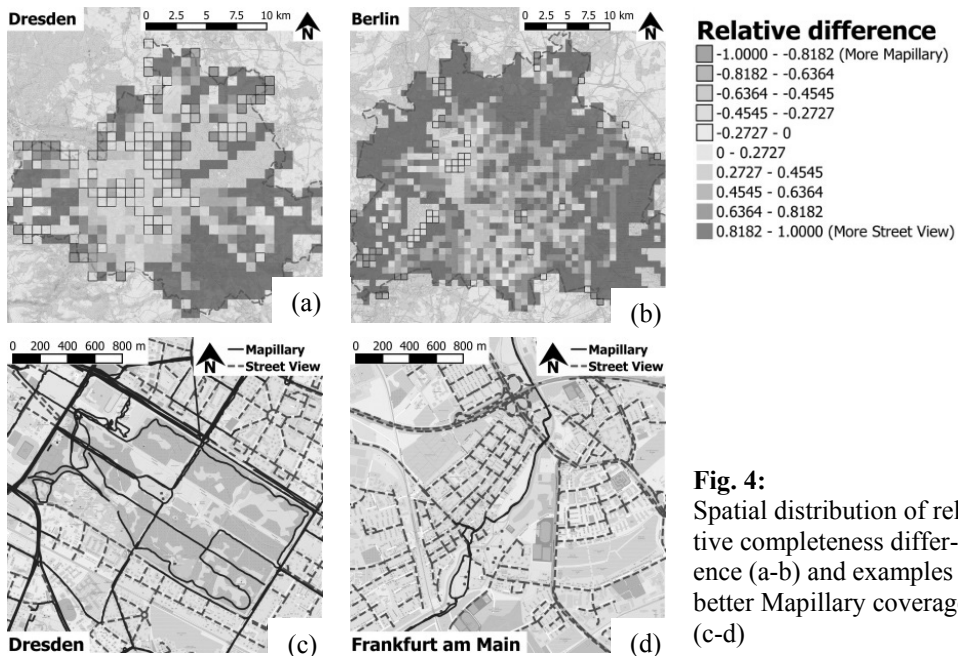 Dresden
0 2.5 5 7.5 10 km
N
(a)
Berlin
0 2.5 5 7.5 10 km
N
(b)
Relative difference
-1.0000 - -0.8182 (More Mapillary)
-0.8182 - -0.6364
-0.6364 - -0.4545
-0.4545 - -0.2727
-0.2727 - 0
0 - 0.2727
0.2727 - 0.4545
0.4545 - 0.6364
0.6364 - 0.8182
0.8182 - 1.0000 (More Street View)
0 200 400 600 800 m
N
Mapillary
Street View
Dresden
(c)
0 200 400 600 800 m
N
Mapillary
Street View
Frankfurt am Main
(d)
Fig. 4:
Spatial distribution of rel
tive completeness differ-
ence (a-b) and examples
better Mapillary coverag
(c-d)